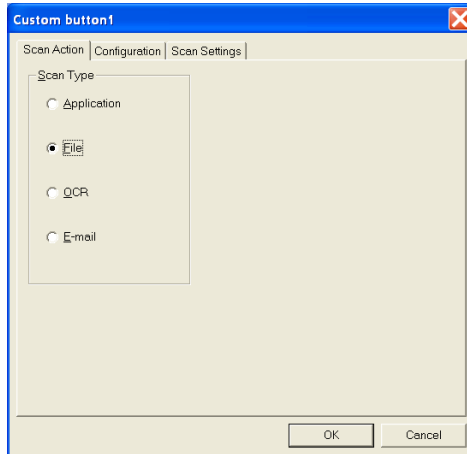 Custom button1
Scan Action Configuration Scan Settings
Scan Type
Application
File
OCR
E-mail
OK Cancel